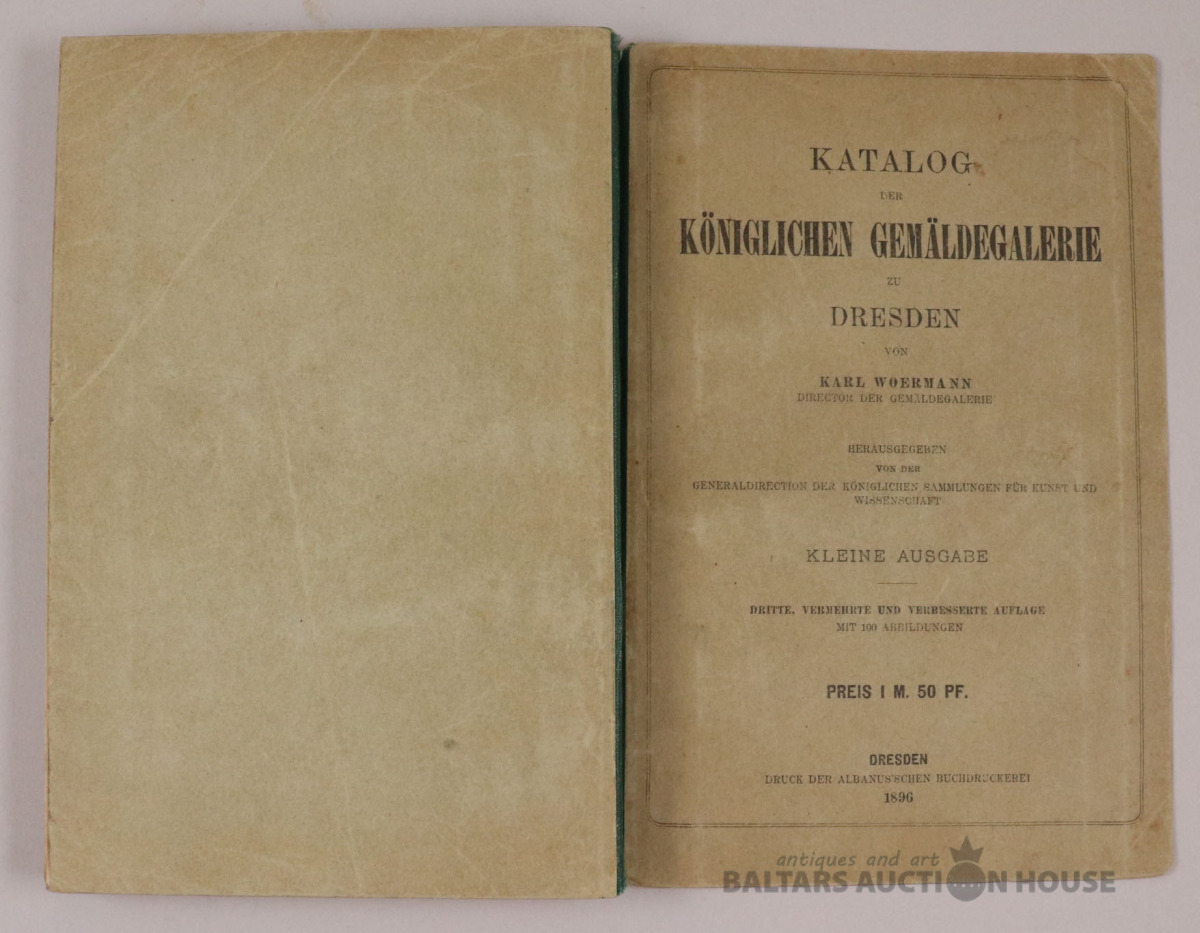 KATALOG
DER
KÖNIGLICHEN GEMÄLDEGALERIE
ZU
DRESDEN
VON
KARL WOERMANN
DIRECTOR DER GEMÄLDEGALERIE
HERAUSGEGEBEN
VON DER
GENERALDIRECTION DER KÖNIGLICHEN SAMMLUNGEN FÜR KUNST UND
WISSENSCHAFT
KLEINE AUSGABE
DRITTE, VERMEHRTE UND VERBESSERTE AUFLAGE
MIT 100 ABBILDUNGEN
PREIS I M. 50 PF.
DRESDEN
DRUCK DER ALBANUS'SCHEN BUCHDRUCKEREI
1896
antiques and art
BALTARS AUCTION HOUSE